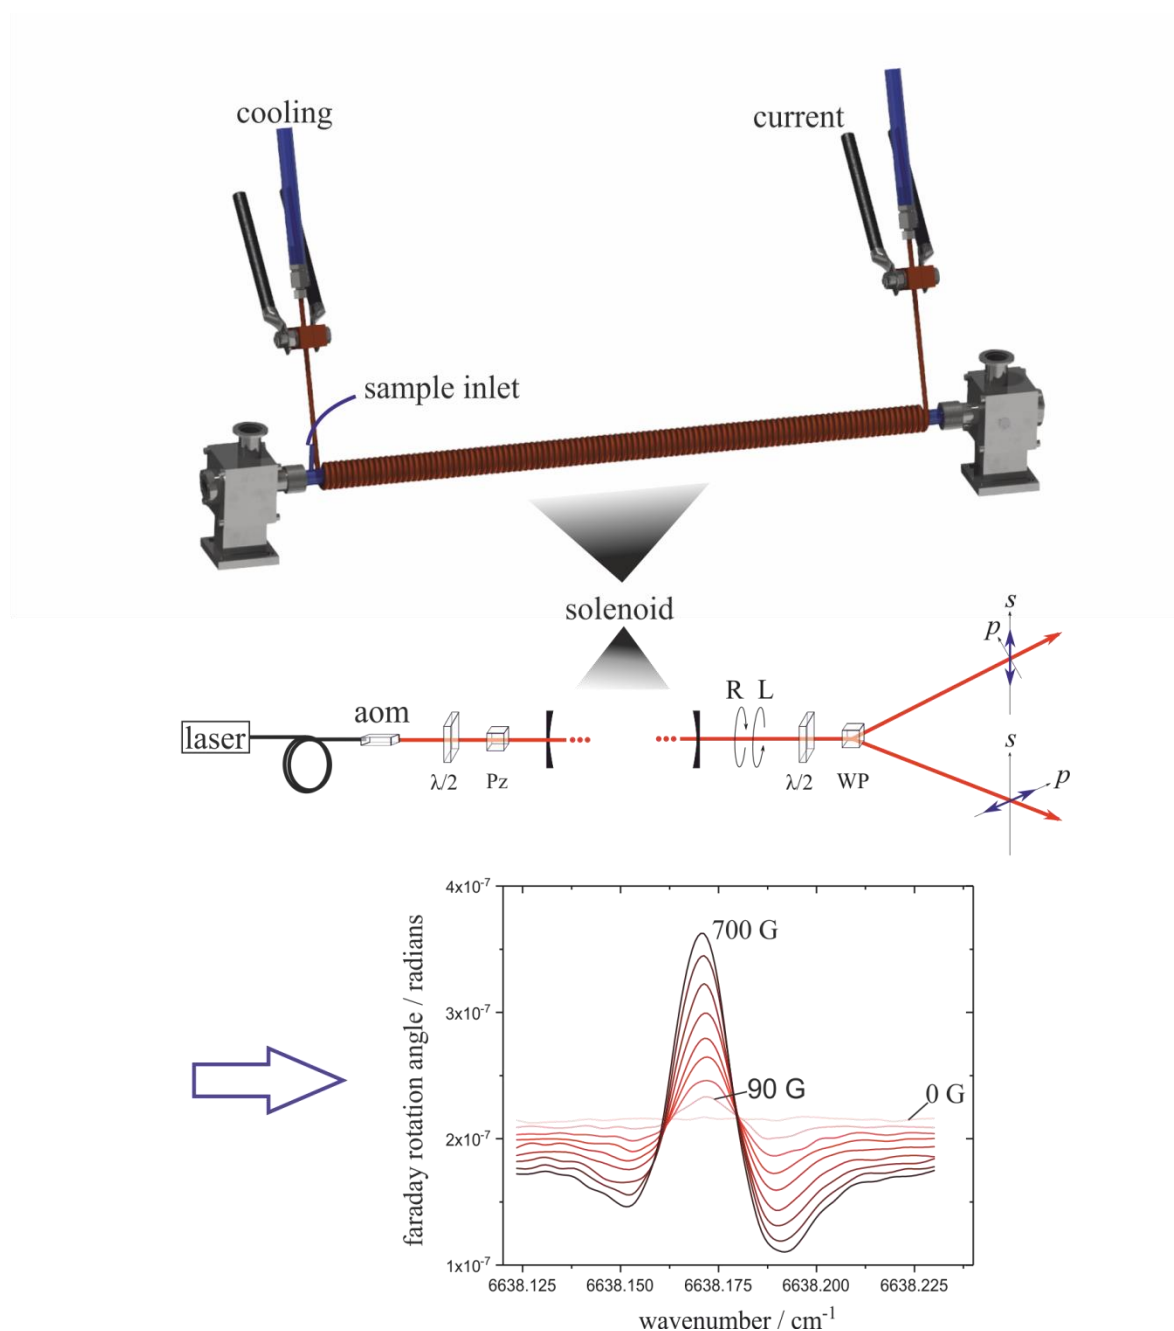 cooling
current
sample inlet
solenoid
s
p
R L
aom
laser
λ/2
Pz
λ/2
WP
s
p
4x10⁻⁷
700 G
3x10⁻⁷
90 G
0 G
2x10⁻⁷
1x10⁻⁷
faraday rotation angle / radians
6638.125 6638.150 6638.175 6638.200 6638.225
wavenumber / cm⁻¹